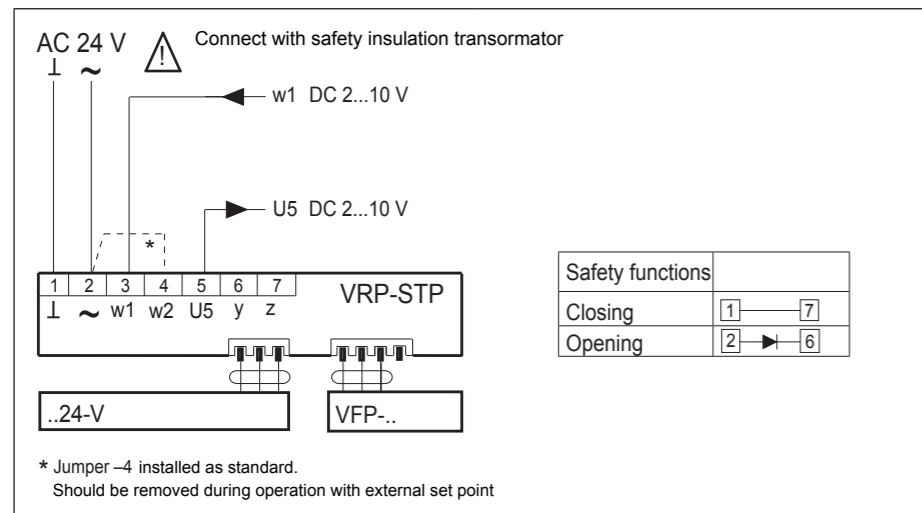 AC 24 V
⊥ ~
! Connect with safety insulation transormator
w1 DC 2...10 V
U5 DC 2...10 V
*
1 2 3 4 5 6 7
⊥ ~ w1 w2 U5 y z
VRP-STP
..24-V
VFP-..
Safety functions
Closing 1 7
Opening 2 6
* Jumper –4 installed as standard.
Should be removed during operation with external set point